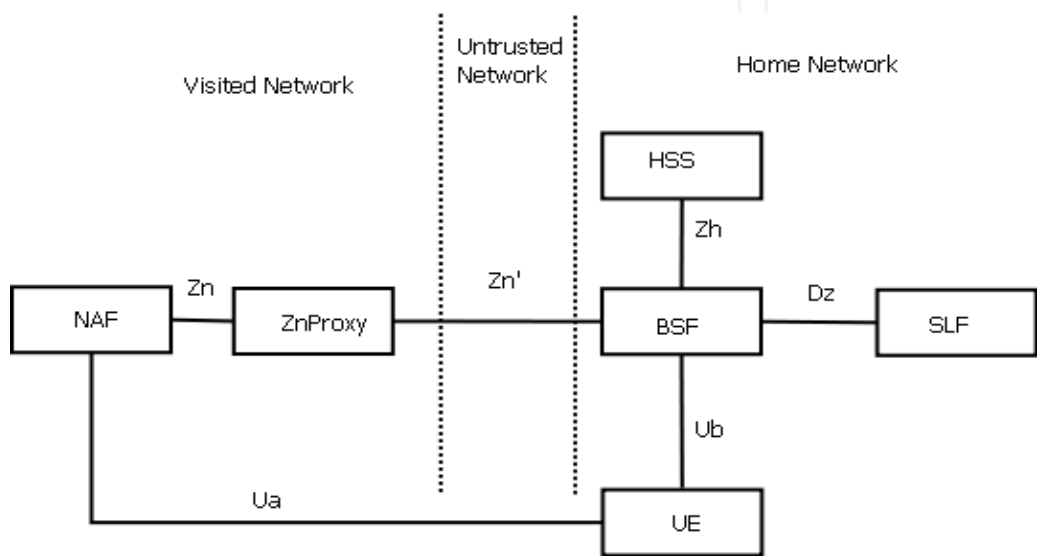 Untrusted
Network
Visited Network
Home Network
HSS
Zh
Zn
Zn'
Dz
NAF
ZnProxy
BSF
SLF
Ub
Ua
UE